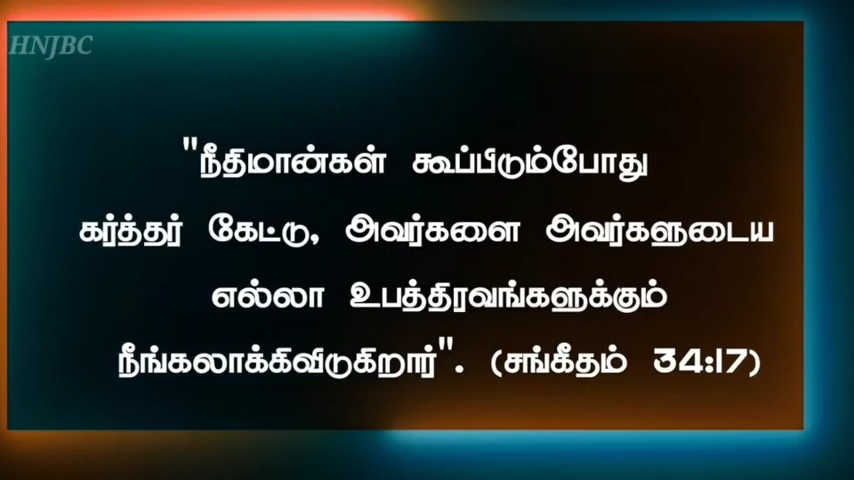 HNJBC
"நீதிமான்கள் கூப்பிடும்போது
கர்த்தர் கேட்டு, அவர்களை அவர்களுடைய
எல்லா உபத்திரவங்களுக்கும்
நீங்கலாக்கிவிடுகிறார்". (சங்கீதம் 34:17)